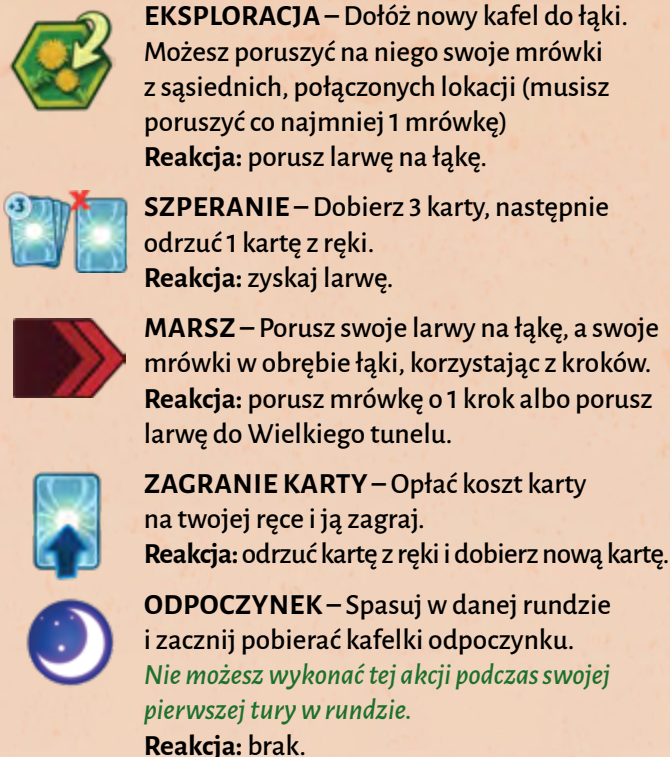 EKSPLORACJA – Dołóż nowy kafel do łąki.
Możesz poruszyć na niego swoje mrówki
z sąsiednich, połączonych lokacji (musisz
poruszyć co najmniej 1 mrówkę)
Reakcja: porusz larwę na łąkę.
+3
SZPERANIE – Dobierz 3 karty, następnie
odrzuć 1 kartę z ręki.
Reakcja: zyskaj larwę.
MARSZ – Porusz swoje larwy na łąkę, a swoje
mrówki w obrębie łąki, korzystając z kroków.
Reakcja: porusz mrówkę o 1 krok albo porusz
larwę do Wielkiego tunelu.
ZAGRANIE KARTY – Opłać koszt karty
na twojej ręce i ją zagraj.
Reakcja: odrzuć kartę z ręki i dobierz nową kartę.
ODPOCZYNEK – Spasuj w danej rundzie
i zacznij pobierać kafelki odpoczynku.
Nie możesz wykonać tej akcji podczas swojej
pierwszej tury w rundzie.
Reakcja: brak.